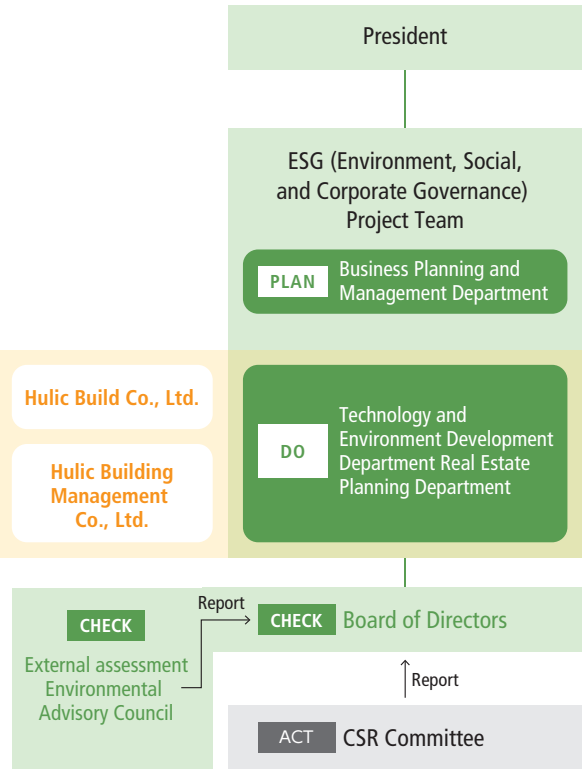 President
ESG (Environment, Social,
and Corporate Governance)
Project Team
PLAN
Business Planning and
Management Department
Hulic Build Co., Ltd.
Hulic Building
Management
Co., Ltd.
DO
Technology and
Environment Development
Department Real Estate
Planning Department
CHECK
External assessment
Environmental
Advisory Council
Report
CHECK Board of Directors
Report
ACT CSR Committee